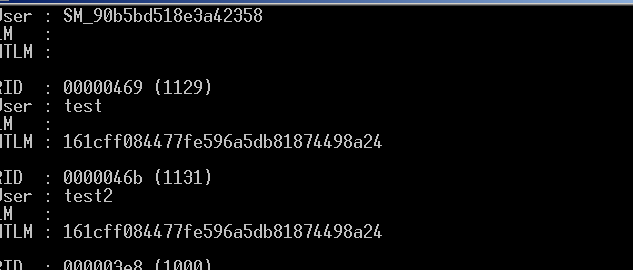 User : SM_90b5bd518e3a42358
LM   :
NTLM :
RID  : 00000469 (1129)
User : test
LM   :
NTLM : 161cff084477fe596a5db81874498a24
RID  : 0000046b (1131)
User : test2
LM   :
NTLM : 161cff084477fe596a5db81874498a24
RID  : 000003e8 (1000)